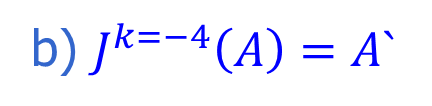 b) J^{k=-4}(A) = A`